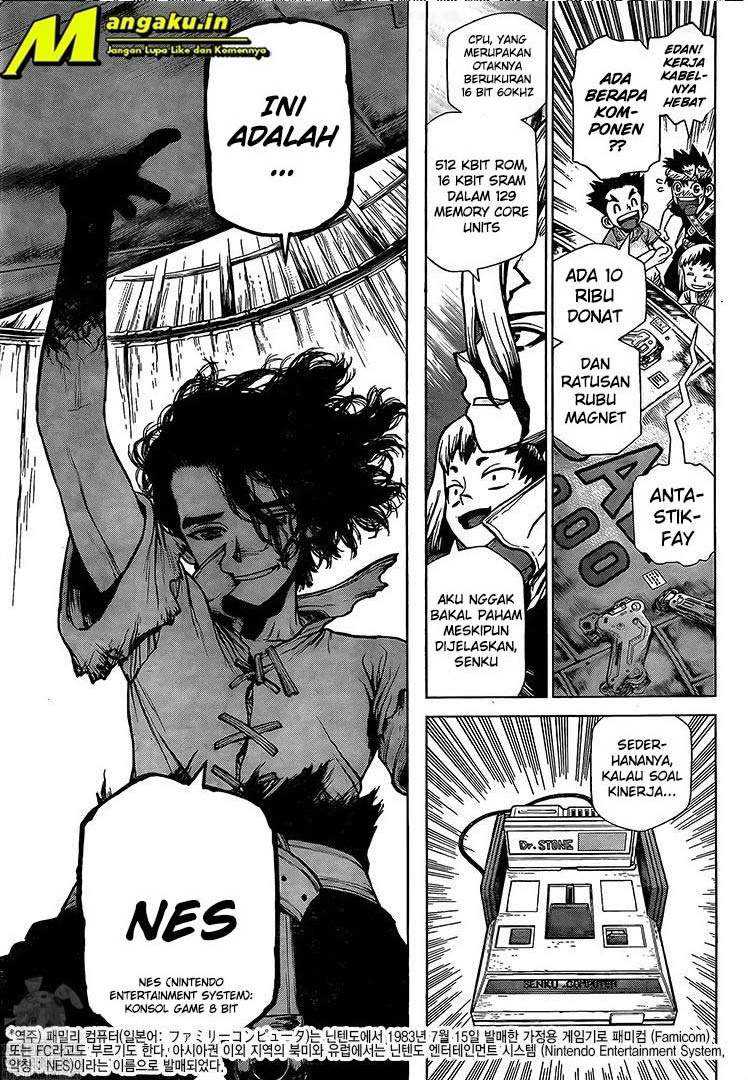 Mangaku.in
Jangan Lupa Like dan Komennya
EDAN!
KERJA
KABEL-
NYA
HEBAT
ADA
BERAPA
KOM-
PONEN
??
ADA 10
RIBU
DONAT
DAN
RATUSAN
RUBU
MAGNET
ANTA-
STIK-
FAY
CPU, YANG
MERUPAKAN
OTAKNYA
BERUKURAN
16 BIT 60KHZ
512 KBIT ROM,
16 KBIT SRAM
DALAM 129
MEMORY CORE
UNITS
AKU NGGAK
BAKAL PAHAM
MESKIPUN
DIJELASKAN,
SENKU
SEDER-
HANANYA,
KALAU SOAL
KINERJA...
Dr.STONE
SENKU COMPUTER
INI
ADALAH
...
NES
NES (NINTENDO
ENTERTAINMENT SYSTEM):
KONSOL GAME 8 BIT
*역주) 패밀리 컴퓨터(일본어: ファミリーコンピュータ)는 닌텐도에서 1983년 7월 15일 발매한 가정용 게임기로 패미컴 (Famicom),
또는 FC라고도 부르기도 한다. 아시아권 이외 지역의 북미와 유럽에서는 닌텐도 엔터테인먼트 시스템 (Nintendo Entertainment System,
약칭 : NES)이라는 이름으로 발매되었다.